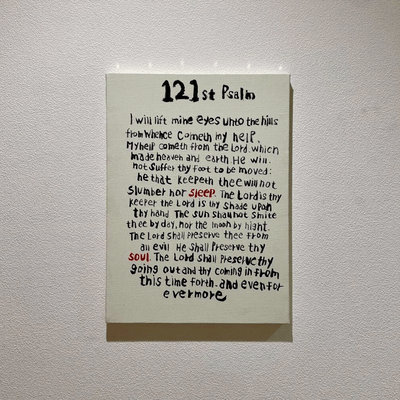 121st Psalm
I will lift mine eyes unto the hills
from whence cometh my help.
My help cometh from the Lord. which
made heaven and earth. He will.
not suffer thy foot to be moved:
he that keepeth thee will not
slumber nor sleep. The Lord is thy
keeper the Lord is thy shade upon
thy hand The sun shall not smite
thee by day, nor the moon by night.
The Lord shall preserve thee from
all evil He shall preserve thy
soul. The Lord shall preserve thy
going out and thy coming in from
this time forth. and even for
evermore